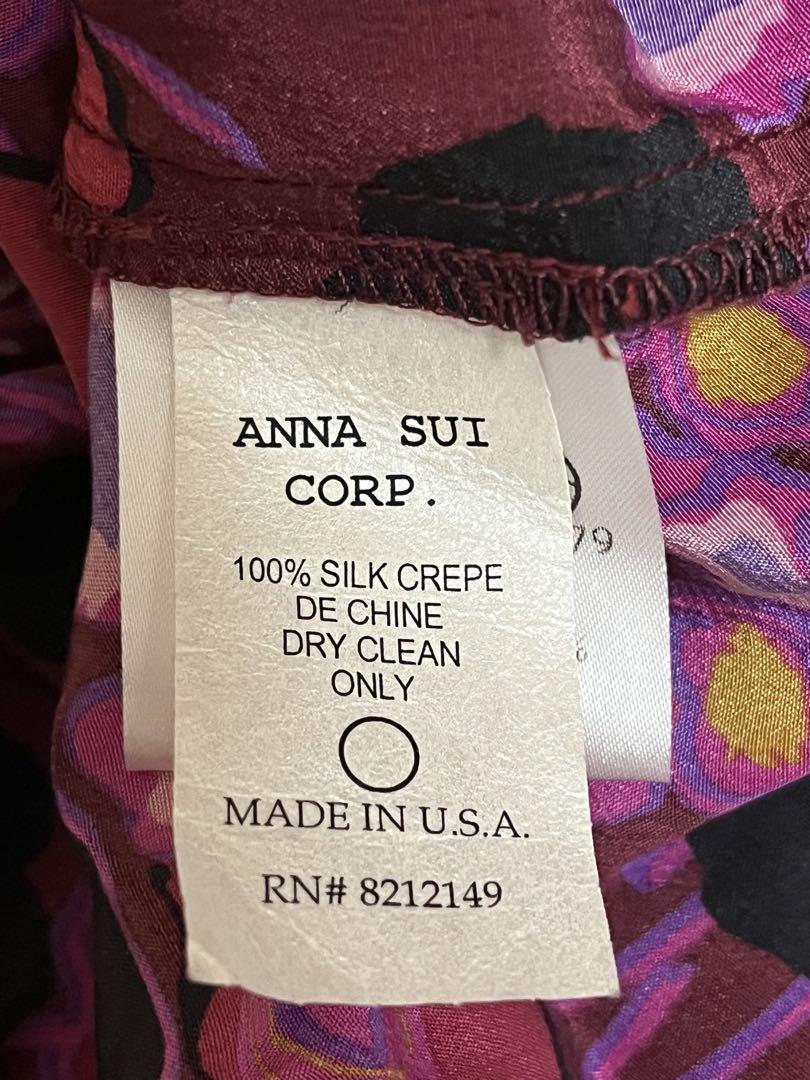 ANNA SUI
CORP.
100% SILK CREPE
DE CHINE
DRY CLEAN
ONLY
MADE IN U.S.A.
RN# 8212149